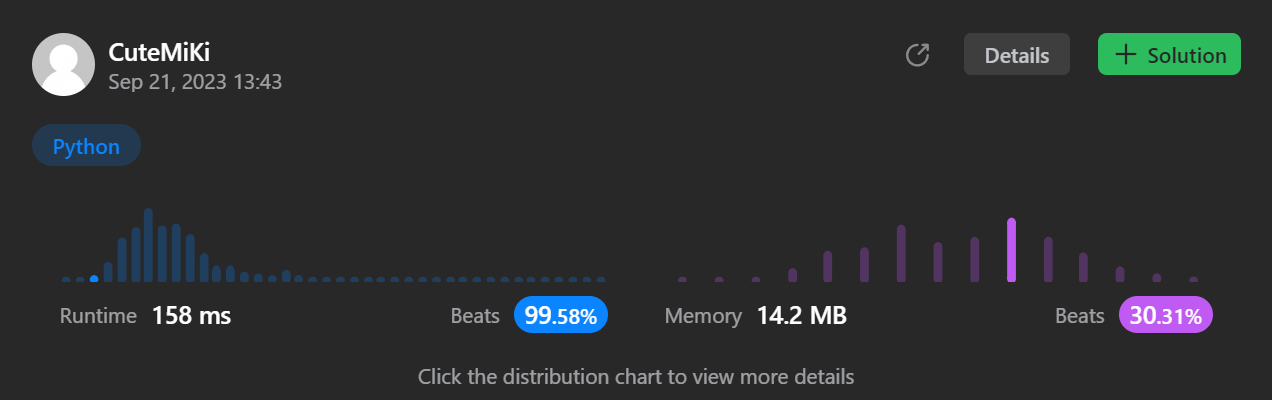 CuteMiKi
Sep 21, 2023 13:43
Details
+ Solution
Python
Runtime 158 ms Beats 99.58%
Memory 14.2 MB Beats 30.31%
Click the distribution chart to view more details